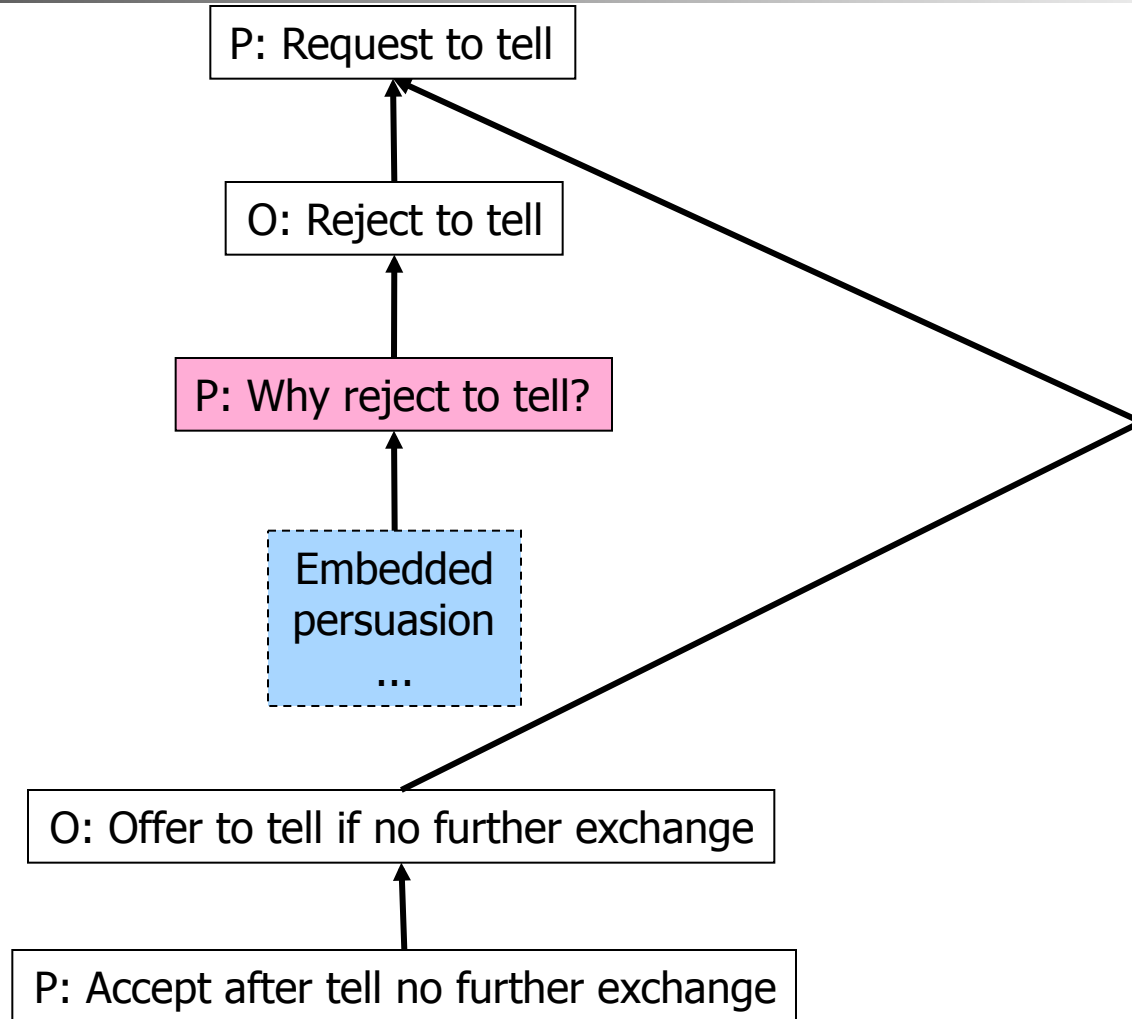 P: Request to tell
O: Reject to tell
P: Why reject to tell?
Embedded
persuasion
...
O: Offer to tell if no further exchange
P: Accept after tell no further exchange